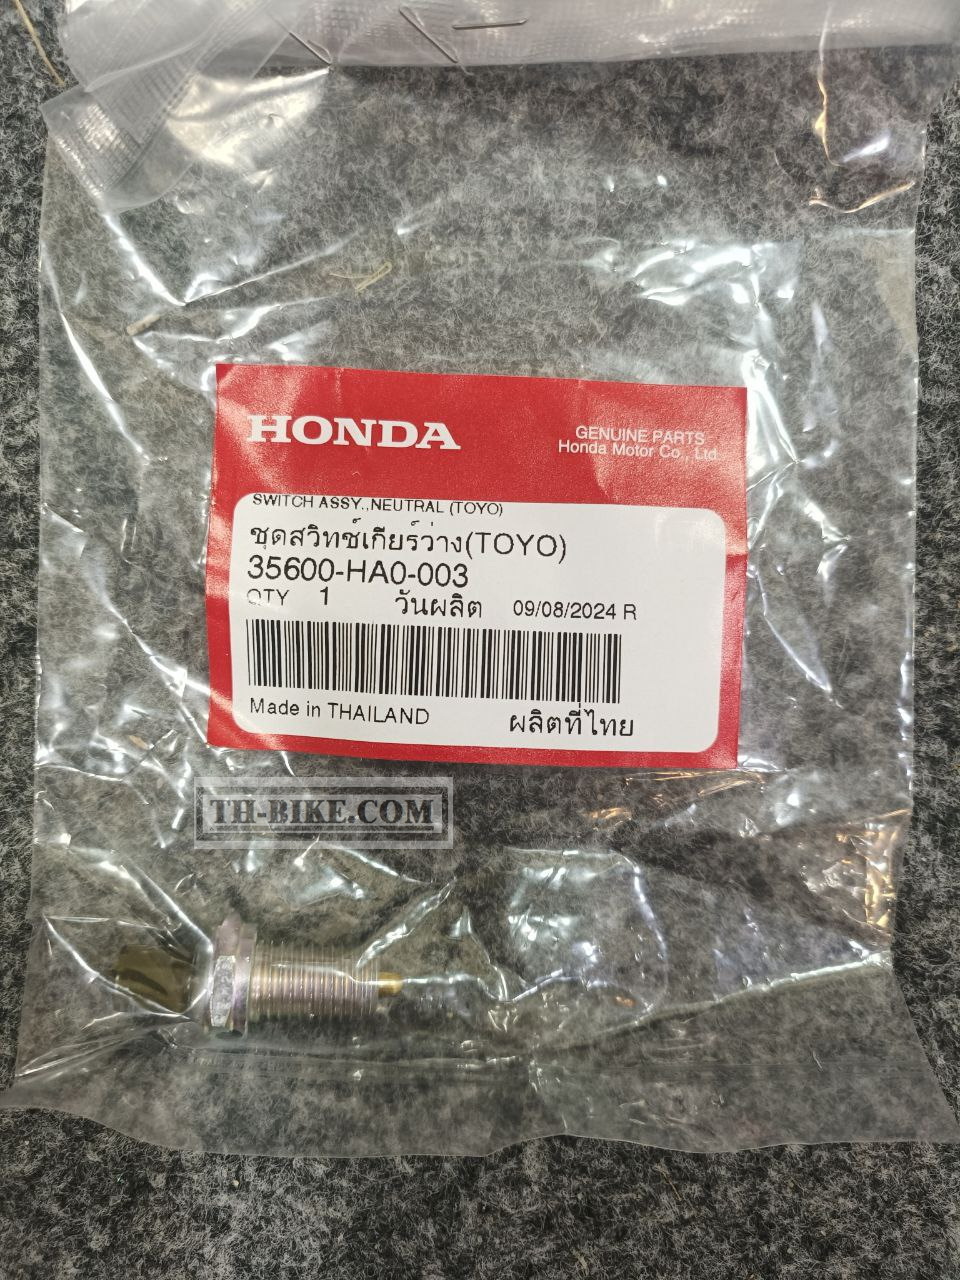 HONDA
GENUINE PARTS
Honda Motor Co., Ltd.
SWITCH ASSY.,NEUTRAL (TOYO)
ชุดสวิทช์เกียร์ว่าง(TOYO)
35600-HA0-003
QTY 1 วันผลิต 09/08/2024 R
Made in THAILAND ผลิตที่ไทย
TH-BIKE.COM